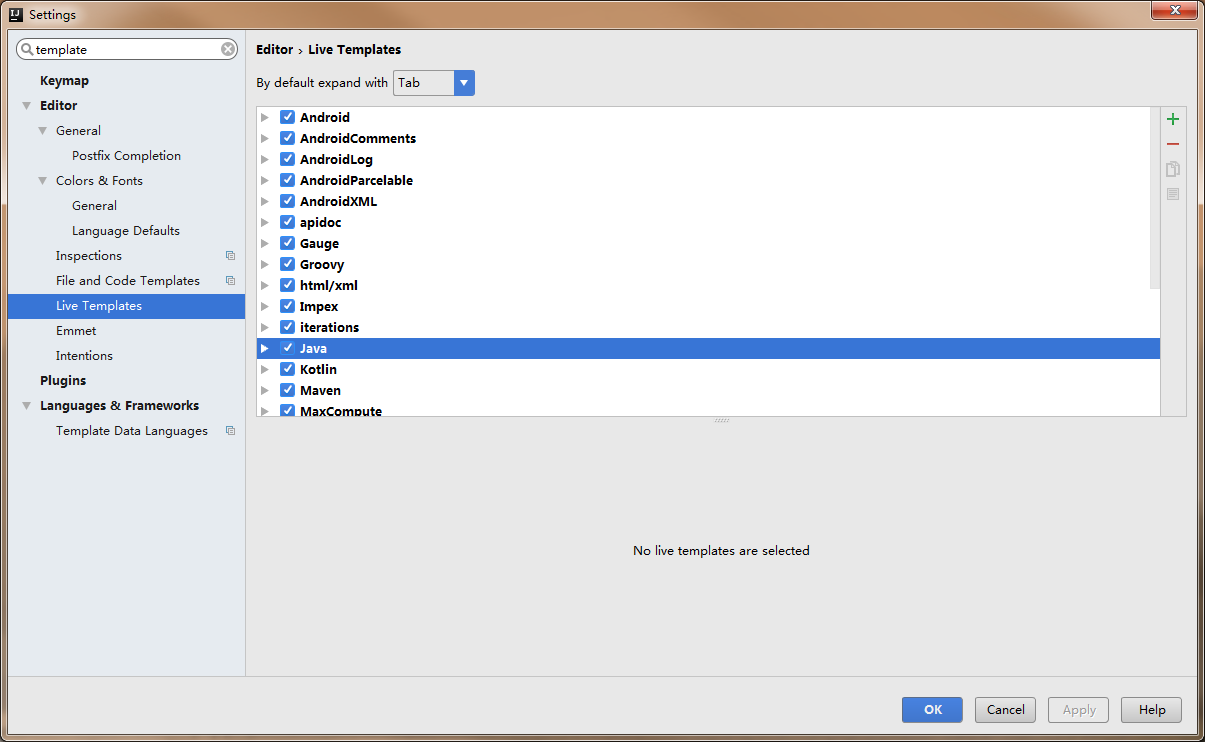 Settings
template
Keymap
Editor
General
Postfix Completion
Colors & Fonts
General
Language Defaults
Inspections
File and Code Templates
Live Templates
Emmet
Intentions
Plugins
Languages & Frameworks
Template Data Languages
Editor › Live Templates
By default expand with Tab
Android
AndroidComments
AndroidLog
AndroidParcelable
AndroidXML
apidoc
Gauge
Groovy
html/xml
Impex
iterations
Java
Kotlin
Maven
MaxCompute
No live templates are selected
OK Cancel Apply Help